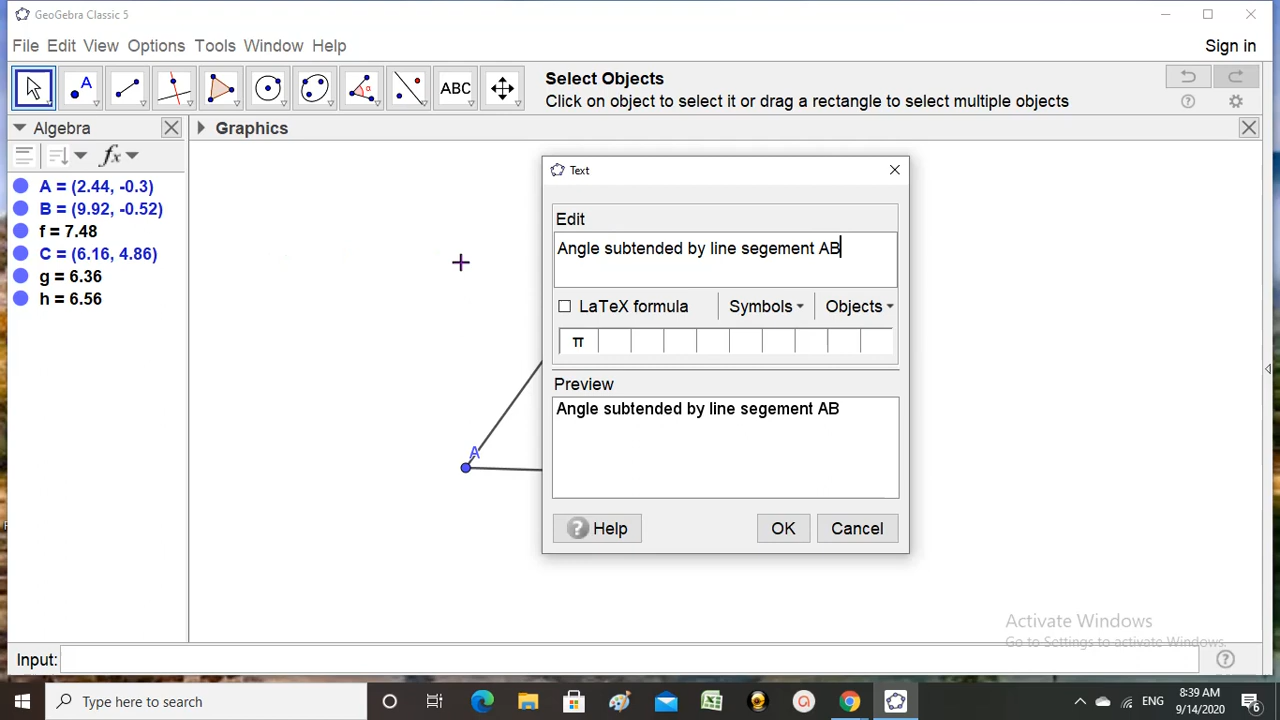 GeoGebra Classic 5
File Edit View Options Tools Window Help
Sign in
A
ABC
α
Select Objects
Click on object to select it or drag a rectangle to select multiple objects
Algebra
Graphics
fx
A = (2.44, -0.3)
B = (9.92, -0.52)
f = 7.48
C = (6.16, 4.86)
g = 6.36
h = 6.56
A
Text
Edit
Angle subtended by line segement AB
LaTeX formula
Symbols
Objects
π
Preview
Angle subtended by line segement AB
? Help
OK
Cancel
Activate Windows
Go to Settings to activate Windows.
Input:
Type here to search
ENG
8:39 AM
9/14/2020
6